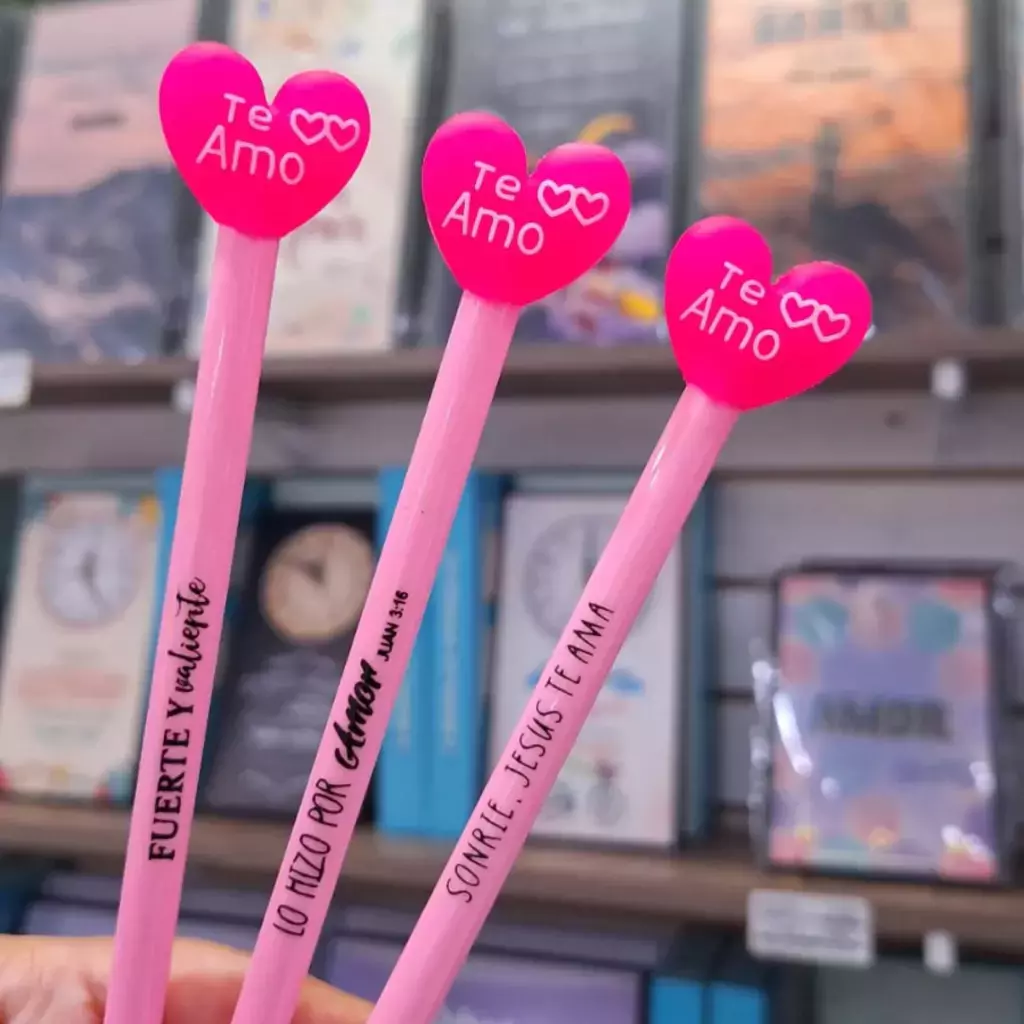 Te
Amo
Te
Amo
Te
Amo
FUERTE Y valiente
LO HIZO POR AMOR JUAN 3:16
SONRIE, JESUS TE AMA
AMOR